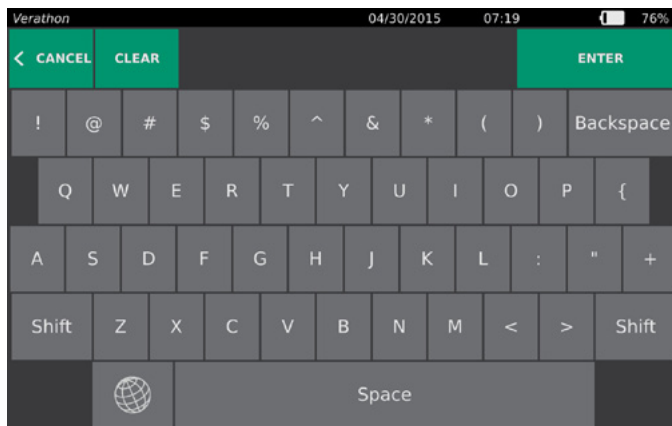 Verathon 04/30/2015 07:19 76%
< CANCEL CLEAR ENTER
! @ # $ % ^ & * ( ) Backspace
Q W E R T Y U I O P {
A S D F G H J K L : " +
Shift Z X C V B N M < > Shift
Space